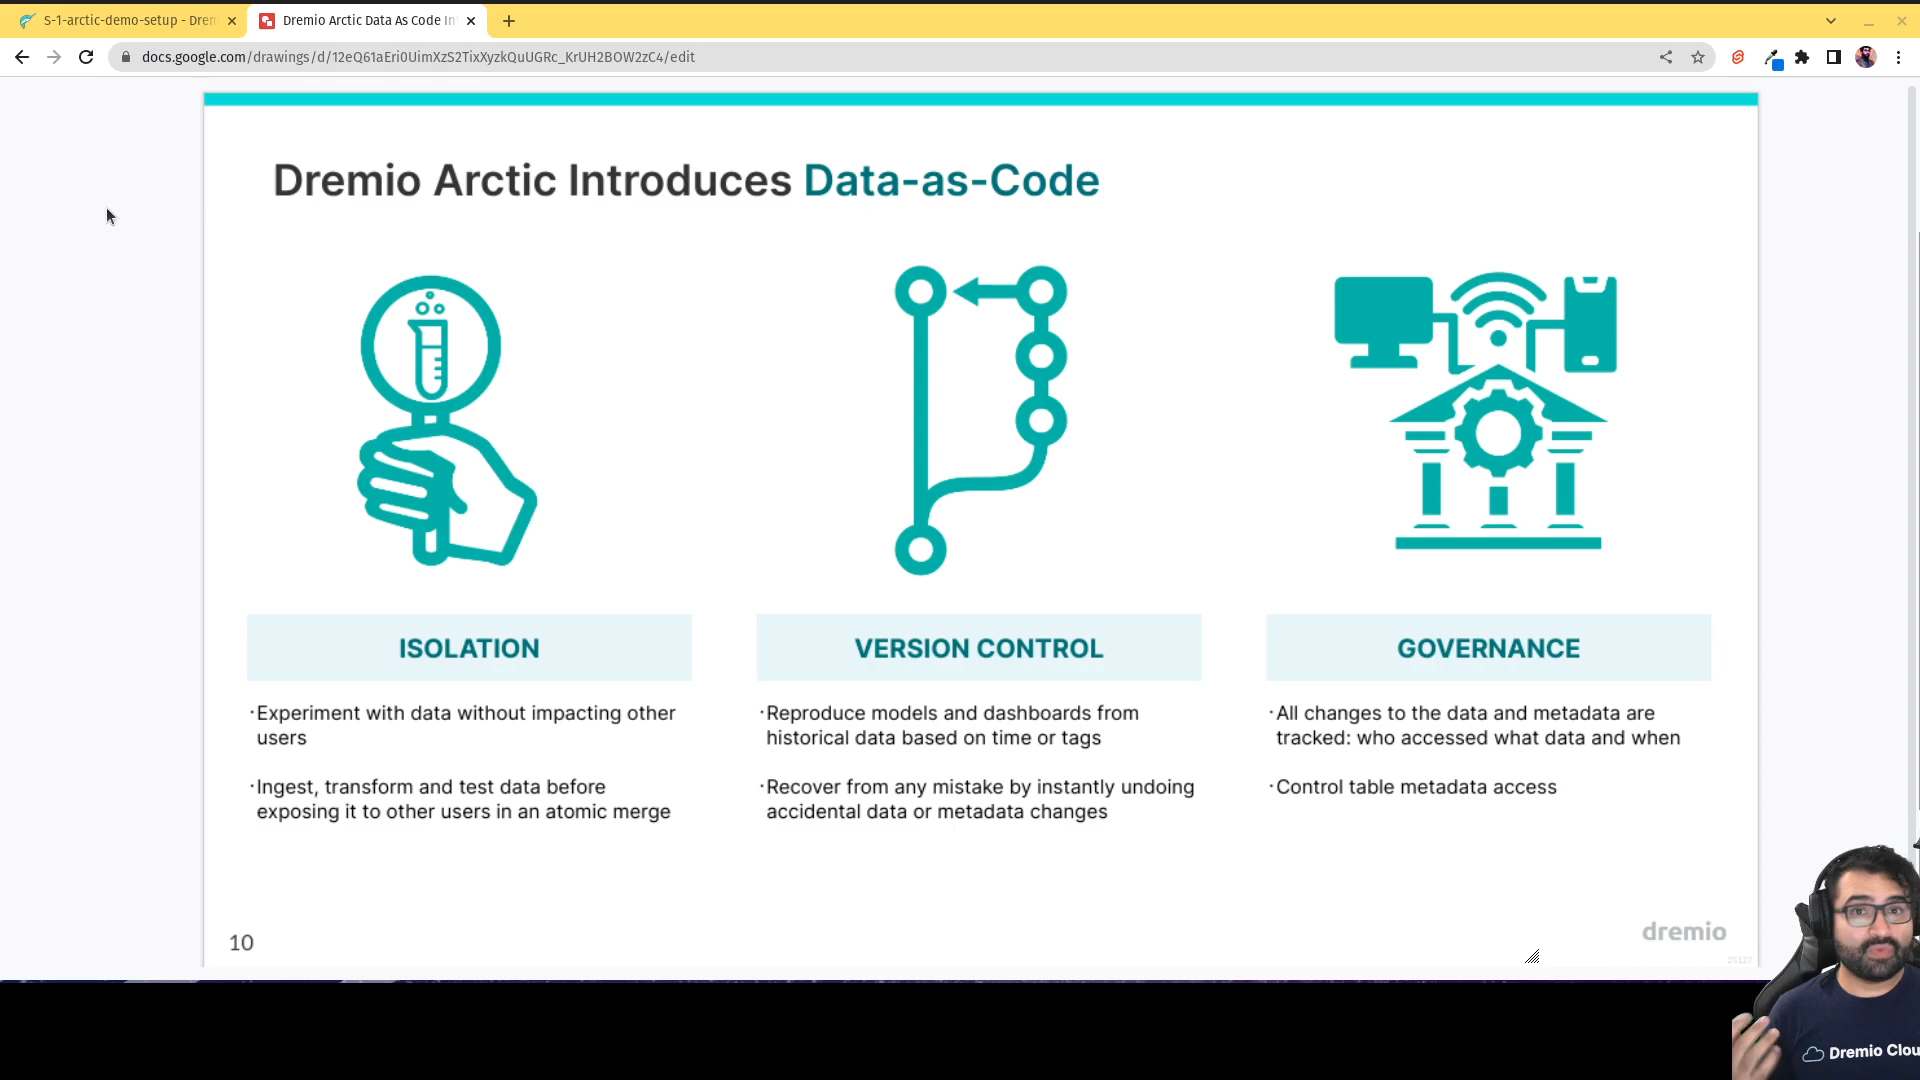 S-1-arctic-demo-setup - Drem
Dremio Arctic Data As Code In
docs.google.com/drawings/d/12eQ61aEri0UimXzS2TixXyzkQuUGRc_KrUH2BOW2zC4/edit
Dremio Arctic Introduces Data-as-Code
ISOLATION
·Experiment with data without impacting other
users
·Ingest, transform and test data before
exposing it to other users in an atomic merge
VERSION CONTROL
·Reproduce models and dashboards from
historical data based on time or tags
·Recover from any mistake by instantly undoing
accidental data or metadata changes
GOVERNANCE
·All changes to the data and metadata are
tracked: who accessed what data and when
·Control table metadata access
10
dremio
Dremio Clou